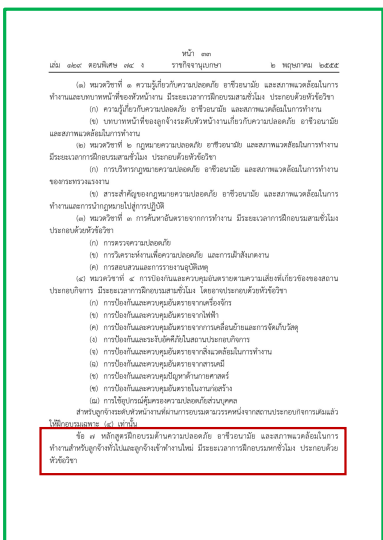 หน้า ๓๓
เล่ม ๑๒๙ ตอนพิเศษ ๗๔ ง ราชกิจจานุเบกษา ๒ พฤษภาคม ๒๕๕๕
(๑) หมวดวิชาที่ ๑ ความรู้เกี่ยวกับความปลอดภัย อาชีวอนามัย และสภาพแวดล้อมในการ
ทำงานและบทบาทหน้าที่ของหัวหน้างาน มีระยะเวลาการฝึกอบรมสามชั่วโมง ประกอบด้วยหัวข้อวิชา
(ก) ความรู้เกี่ยวกับความปลอดภัย อาชีวอนามัย และสภาพแวดล้อมในการทำงาน
(ข) บทบาทหน้าที่ของลูกจ้างระดับหัวหน้างานเกี่ยวกับความปลอดภัย อาชีวอนามัย
และสภาพแวดล้อมในการทำงาน
(๒) หมวดวิชาที่ ๒ กฎหมายความปลอดภัย อาชีวอนามัย และสภาพแวดล้อมในการทำงาน
มีระยะเวลาการฝึกอบรมสามชั่วโมง ประกอบด้วยหัวข้อวิชา
(ก) การบริหารกฎหมายความปลอดภัย อาชีวอนามัย และสภาพแวดล้อมในการทำงาน
ของกระทรวงแรงงาน
(ข) สาระสำคัญของกฎหมายความปลอดภัย อาชีวอนามัย และสภาพแวดล้อมในการ
ทำงานและการนำกฎหมายไปสู่การปฏิบัติ
(๓) หมวดวิชาที่ ๓ การค้นหาอันตรายจากการทำงาน มีระยะเวลาการฝึกอบรมสามชั่วโมง
ประกอบด้วยหัวข้อวิชา
(ก) การตรวจความปลอดภัย
(ข) การวิเคราะห์งานเพื่อความปลอดภัย และการเฝ้าสังเกตงาน
(ค) การสอบสวนและการรายงานอุบัติเหตุ
(๔) หมวดวิชาที่ ๔ การป้องกันและควบคุมอันตรายตามความเสี่ยงที่เกี่ยวข้องของสถาน
ประกอบกิจการ มีระยะเวลาการฝึกอบรมสามชั่วโมง โดยอาจประกอบด้วยหัวข้อวิชา
(ก) การป้องกันและควบคุมอันตรายจากเครื่องจักร
(ข) การป้องกันและควบคุมอันตรายจากไฟฟ้า
(ค) การป้องกันและควบคุมอันตรายจากการเคลื่อนย้ายและการจัดเก็บวัสดุ
(ง) การป้องกันและระงับอัคคีภัยในสถานประกอบกิจการ
(จ) การป้องกันและควบคุมอันตรายจากสิ่งแวดล้อมในการทำงาน
(ฉ) การป้องกันและควบคุมอันตรายจากสารเคมี
(ช) การป้องกันและควบคุมปัญหาด้านกายศาสตร์
(ซ) การป้องกันและควบคุมอันตรายในงานก่อสร้าง
(ฌ) การใช้อุปกรณ์คุ้มครองความปลอดภัยส่วนบุคคล
สำหรับลูกจ้างระดับหัวหน้างานที่ผ่านการอบรมตามวรรคหนึ่งจากสถานประกอบกิจการเดิมแล้ว
ให้ฝึกอบรมเฉพาะ (๔) เท่านั้น
ข้อ ๗ หลักสูตรฝึกอบรมด้านความปลอดภัย อาชีวอนามัย และสภาพแวดล้อมในการ
ทำงานสำหรับลูกจ้างทั่วไปและลูกจ้างเข้าทำงานใหม่ มีระยะเวลาการฝึกอบรมหกชั่วโมง ประกอบด้วย
หัวข้อวิชา